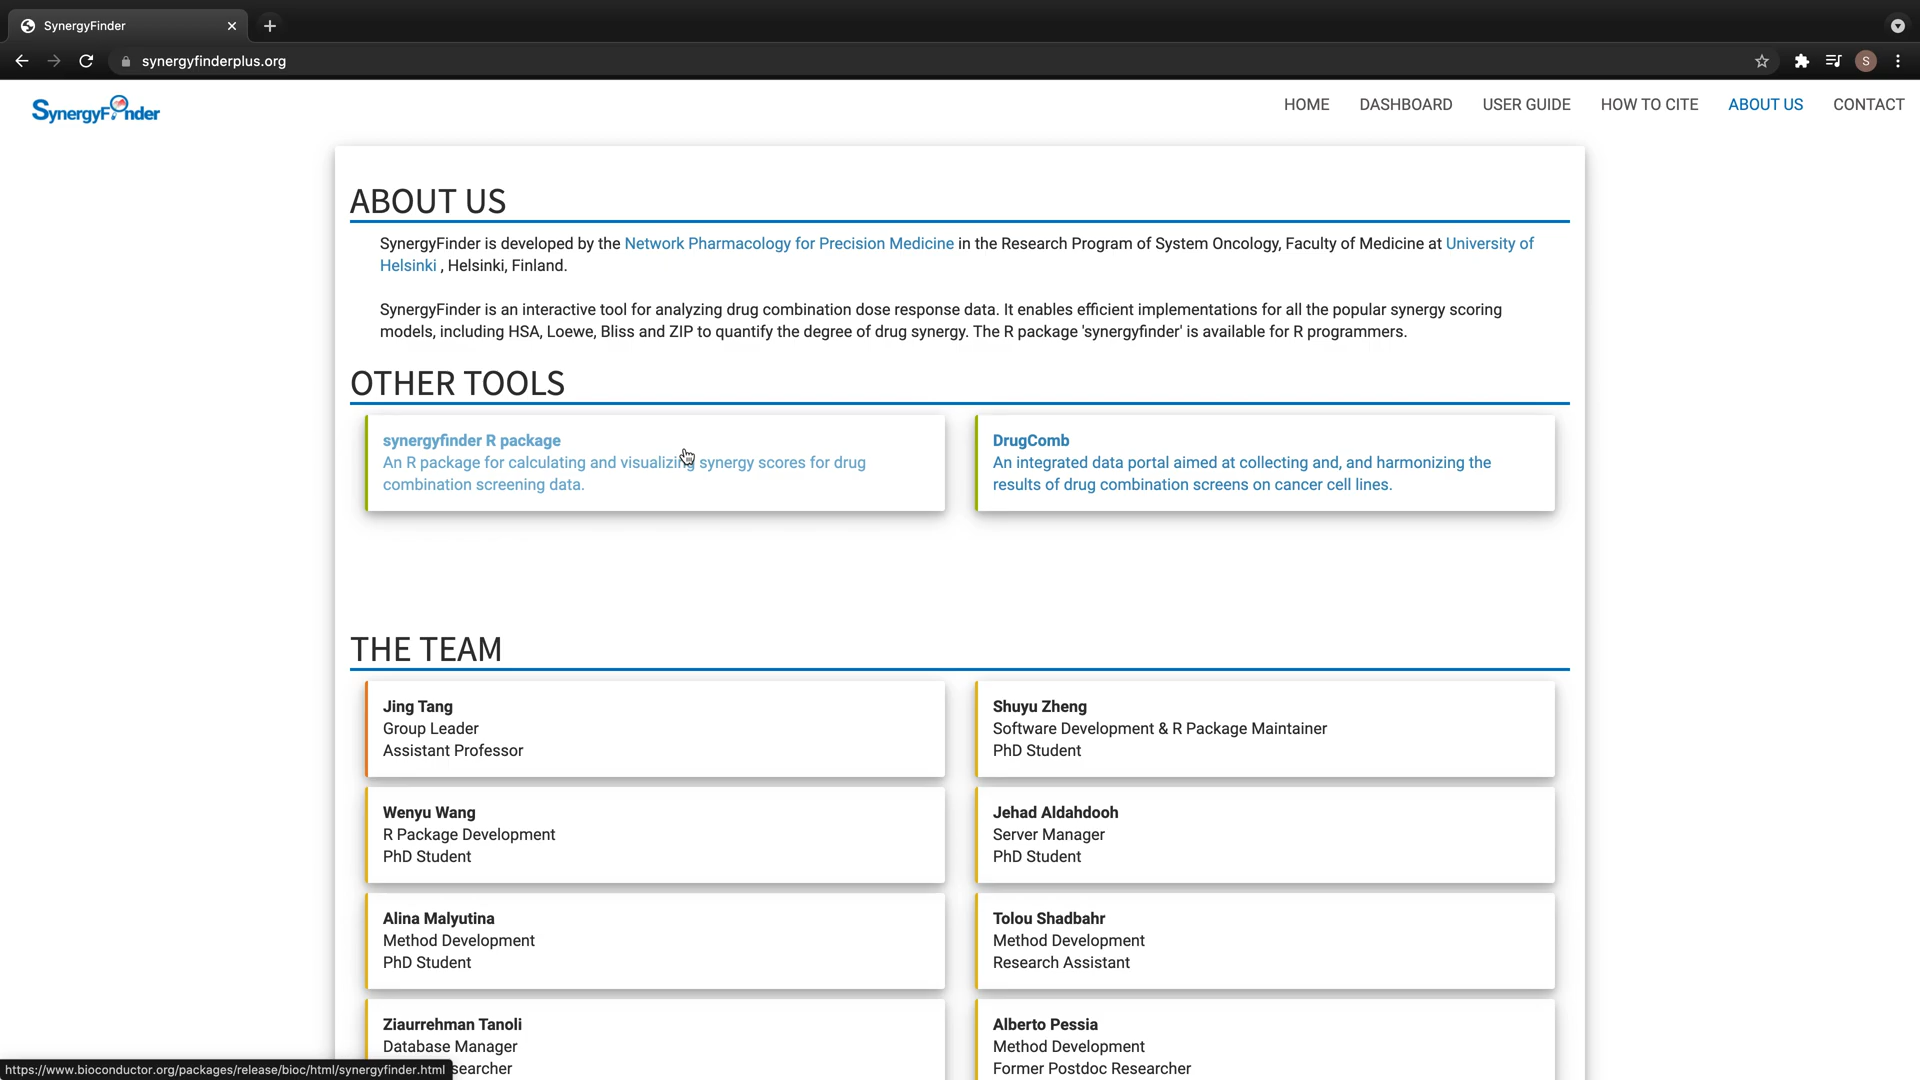 SynergyFinder
synergyfinderplus.org
S
SynergyFinder
HOME DASHBOARD USER GUIDE HOW TO CITE ABOUT US CONTACT
ABOUT US
SynergyFinder is developed by the Network Pharmacology for Precision Medicine in the Research Program of System Oncology, Faculty of Medicine at University of
Helsinki , Helsinki, Finland.
SynergyFinder is an interactive tool for analyzing drug combination dose response data. It enables efficient implementations for all the popular synergy scoring
models, including HSA, Loewe, Bliss and ZIP to quantify the degree of drug synergy. The R package 'synergyfinder' is available for R programmers.
OTHER TOOLS
synergyfinder R package
An R package for calculating and visualizing synergy scores for drug
combination screening data.
DrugComb
An integrated data portal aimed at collecting and, and harmonizing the
results of drug combination screens on cancer cell lines.
THE TEAM
Jing Tang
Group Leader
Assistant Professor
Shuyu Zheng
Software Development & R Package Maintainer
PhD Student
Wenyu Wang
R Package Development
PhD Student
Jehad Aldahdooh
Server Manager
PhD Student
Alina Malyutina
Method Development
PhD Student
Tolou Shadbahr
Method Development
Research Assistant
Ziaurrehman Tanoli
Database Manager
searcher
Alberto Pessia
Method Development
Former Postdoc Researcher
https://www.bioconductor.org/packages/release/bioc/html/synergyfinder.html